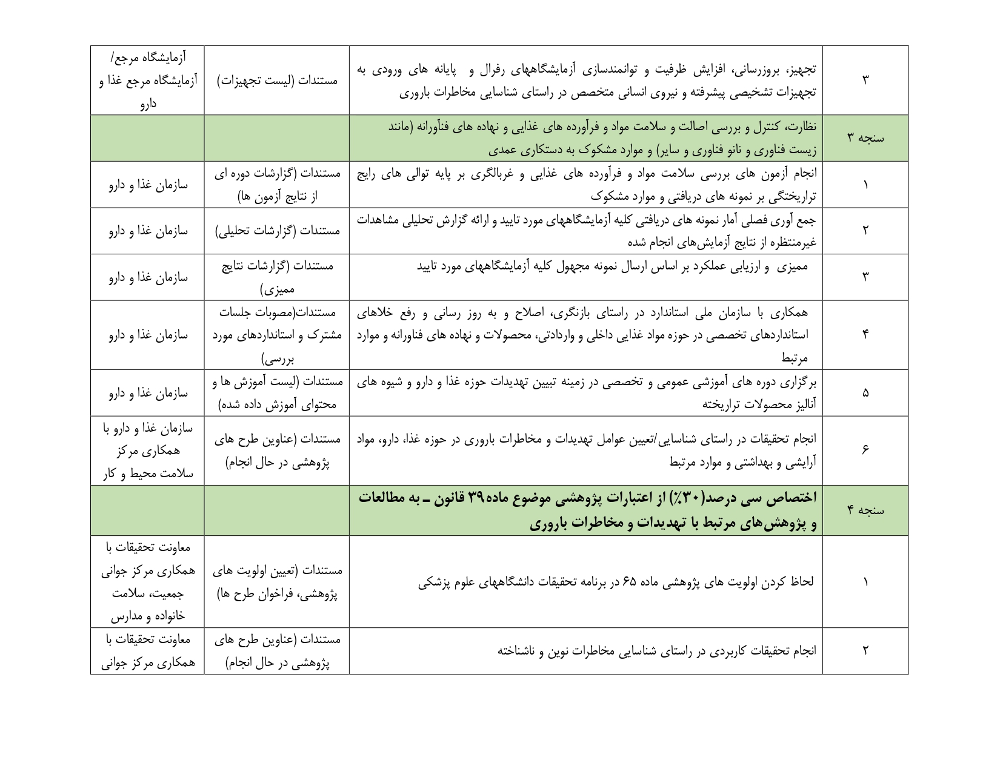 ۳
تجهیز، بروزرسانی، افزایش ظرفیت و توانمندسازی آزمایشگاههای رفرال و پایانه های ورودی به
تجهیزات تشخیصی پیشرفته و نیروی انسانی متخصص در راستای شناسایی مخاطرات باروری
مستندات (لیست تجهیزات)
آزمایشگاه مرجع/
آزمایشگاه مرجع غذا و
دارو
سنجه ۳
نظارت، کنترل و بررسی اصالت و سلامت مواد و فرآورده های غذایی و نهاده های فنآورانه (مانند
زیست فناوری و نانو فناوری و سایر) و موارد مشکوک به دستکاری عمدی
۱
انجام آزمون های بررسی سلامت مواد و فرآورده های غذایی و غربالگری بر پایه توالی های رایج
تراریختگی بر نمونه های دریافتی و موارد مشکوک
مستندات (گزارشات دوره ای
از نتایج آزمون ها)
سازمان غذا و دارو
۲
جمع آوری فصلی آمار نمونه های دریافتی کلیه آزمایشگاههای مورد تایید و ارائه گزارش تحلیلی مشاهدات
غیرمنتظره از نتایج آزمایش‌های انجام شده
مستندات (گزارشات تحلیلی)
سازمان غذا و دارو
۳
ممیزی و ارزیابی عملکرد بر اساس ارسال نمونه مجهول کلیه آزمایشگاههای مورد تایید
مستندات (گزارشات نتایج
ممیزی)
سازمان غذا و دارو
۴
همکاری با سازمان ملی استاندارد در راستای بازنگری، اصلاح و به روز رسانی و رفع خلاهای
استانداردهای تخصصی در حوزه مواد غذایی داخلی و واردادتی، محصولات و نهاده های فناورانه و موارد
مرتبط
مستندات(مصوبات جلسات
مشترک و استانداردهای مورد
بررسی)
سازمان غذا و دارو
۵
برگزاری دوره های آموزشی عمومی و تخصصی در زمینه تبیین تهدیدات حوزه غذا و دارو و شیوه های
آنالیز محصولات تراریخته
مستندات (لیست آموزش ها و
محتوای آموزش داده شده)
سازمان غذا و دارو
۶
انجام تحقیقات در راستای شناسایی/تعیین عوامل تهدیدات و مخاطرات باروری در حوزه غذا، دارو، مواد
آرایشی و بهداشتی و موارد مرتبط
مستندات (عناوین طرح های
پژوهشی در حال انجام)
سازمان غذا و دارو با
همکاری مرکز
سلامت محیط و کار
سنجه ۴
اختصاص سی درصد(۳۰٪) از اعتبارات پژوهشی موضوع ماده۳۹ قانون ـ به مطالعات
و پژوهش‌های مرتبط با تهدیدات و مخاطرات باروری
۱
لحاظ کردن اولویت های پژوهشی ماده ۶۵ در برنامه تحقیقات دانشگاههای علوم پزشکی
مستندات (تعیین اولویت های
پژوهشی، فراخوان طرح ها)
معاونت تحقیقات با
همکاری مرکز جوانی
جمعیت، سلامت
خانواده و مدارس
۲
انجام تحقیقات کاربردی در راستای شناسایی مخاطرات نوین و ناشناخته
مستندات (عناوین طرح های
پژوهشی در حال انجام)
معاونت تحقیقات با
همکاری مرکز جوانی